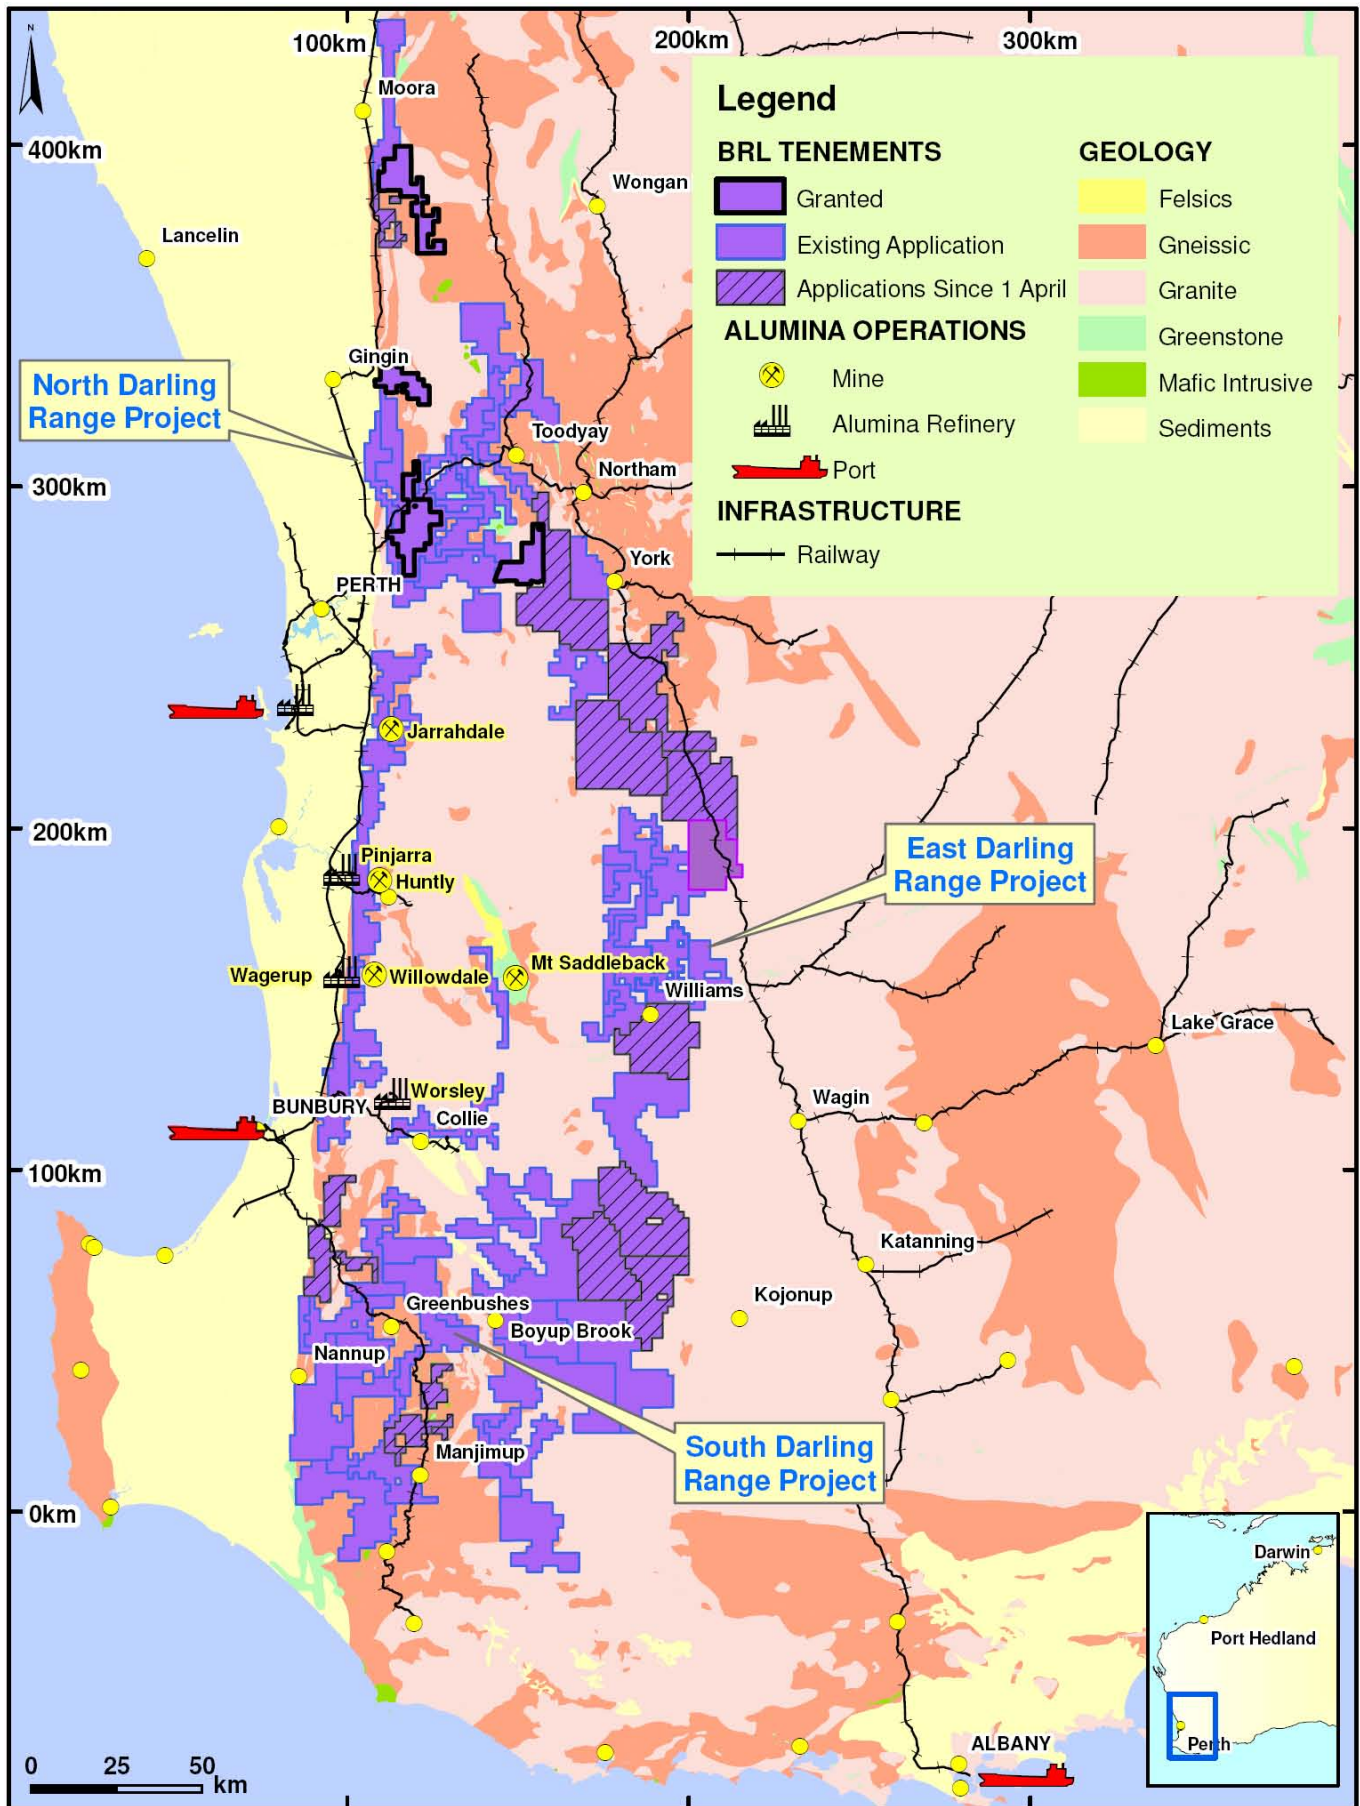 N
100km
200km
300km
Moora
400km
Wongan
Lancelin
Gingin
North Darling
Range Project
Toodyay
Northam
300km
York
PERTH
Jarrahdale
200km
Pinjarra
Huntly
East Darling
Range Project
Wagerup
Willowdale
Mt Saddleback
Williams
Lake Grace
Worsley
BUNBURY
Collie
Wagin
100km
Katanning
Kojonup
Greenbushes
Boyup Brook
Nannup
South Darling
Range Project
Manjimup
0km
ALBANY
0 25 50
km
Legend
BRL TENEMENTS
Granted
Existing Application
Applications Since 1 April
ALUMINA OPERATIONS
Mine
Alumina Refinery
Port
INFRASTRUCTURE
Railway
GEOLOGY
Felsics
Gneissic
Granite
Greenstone
Mafic Intrusive
Sediments
Darwin
Port Hedland
Perth